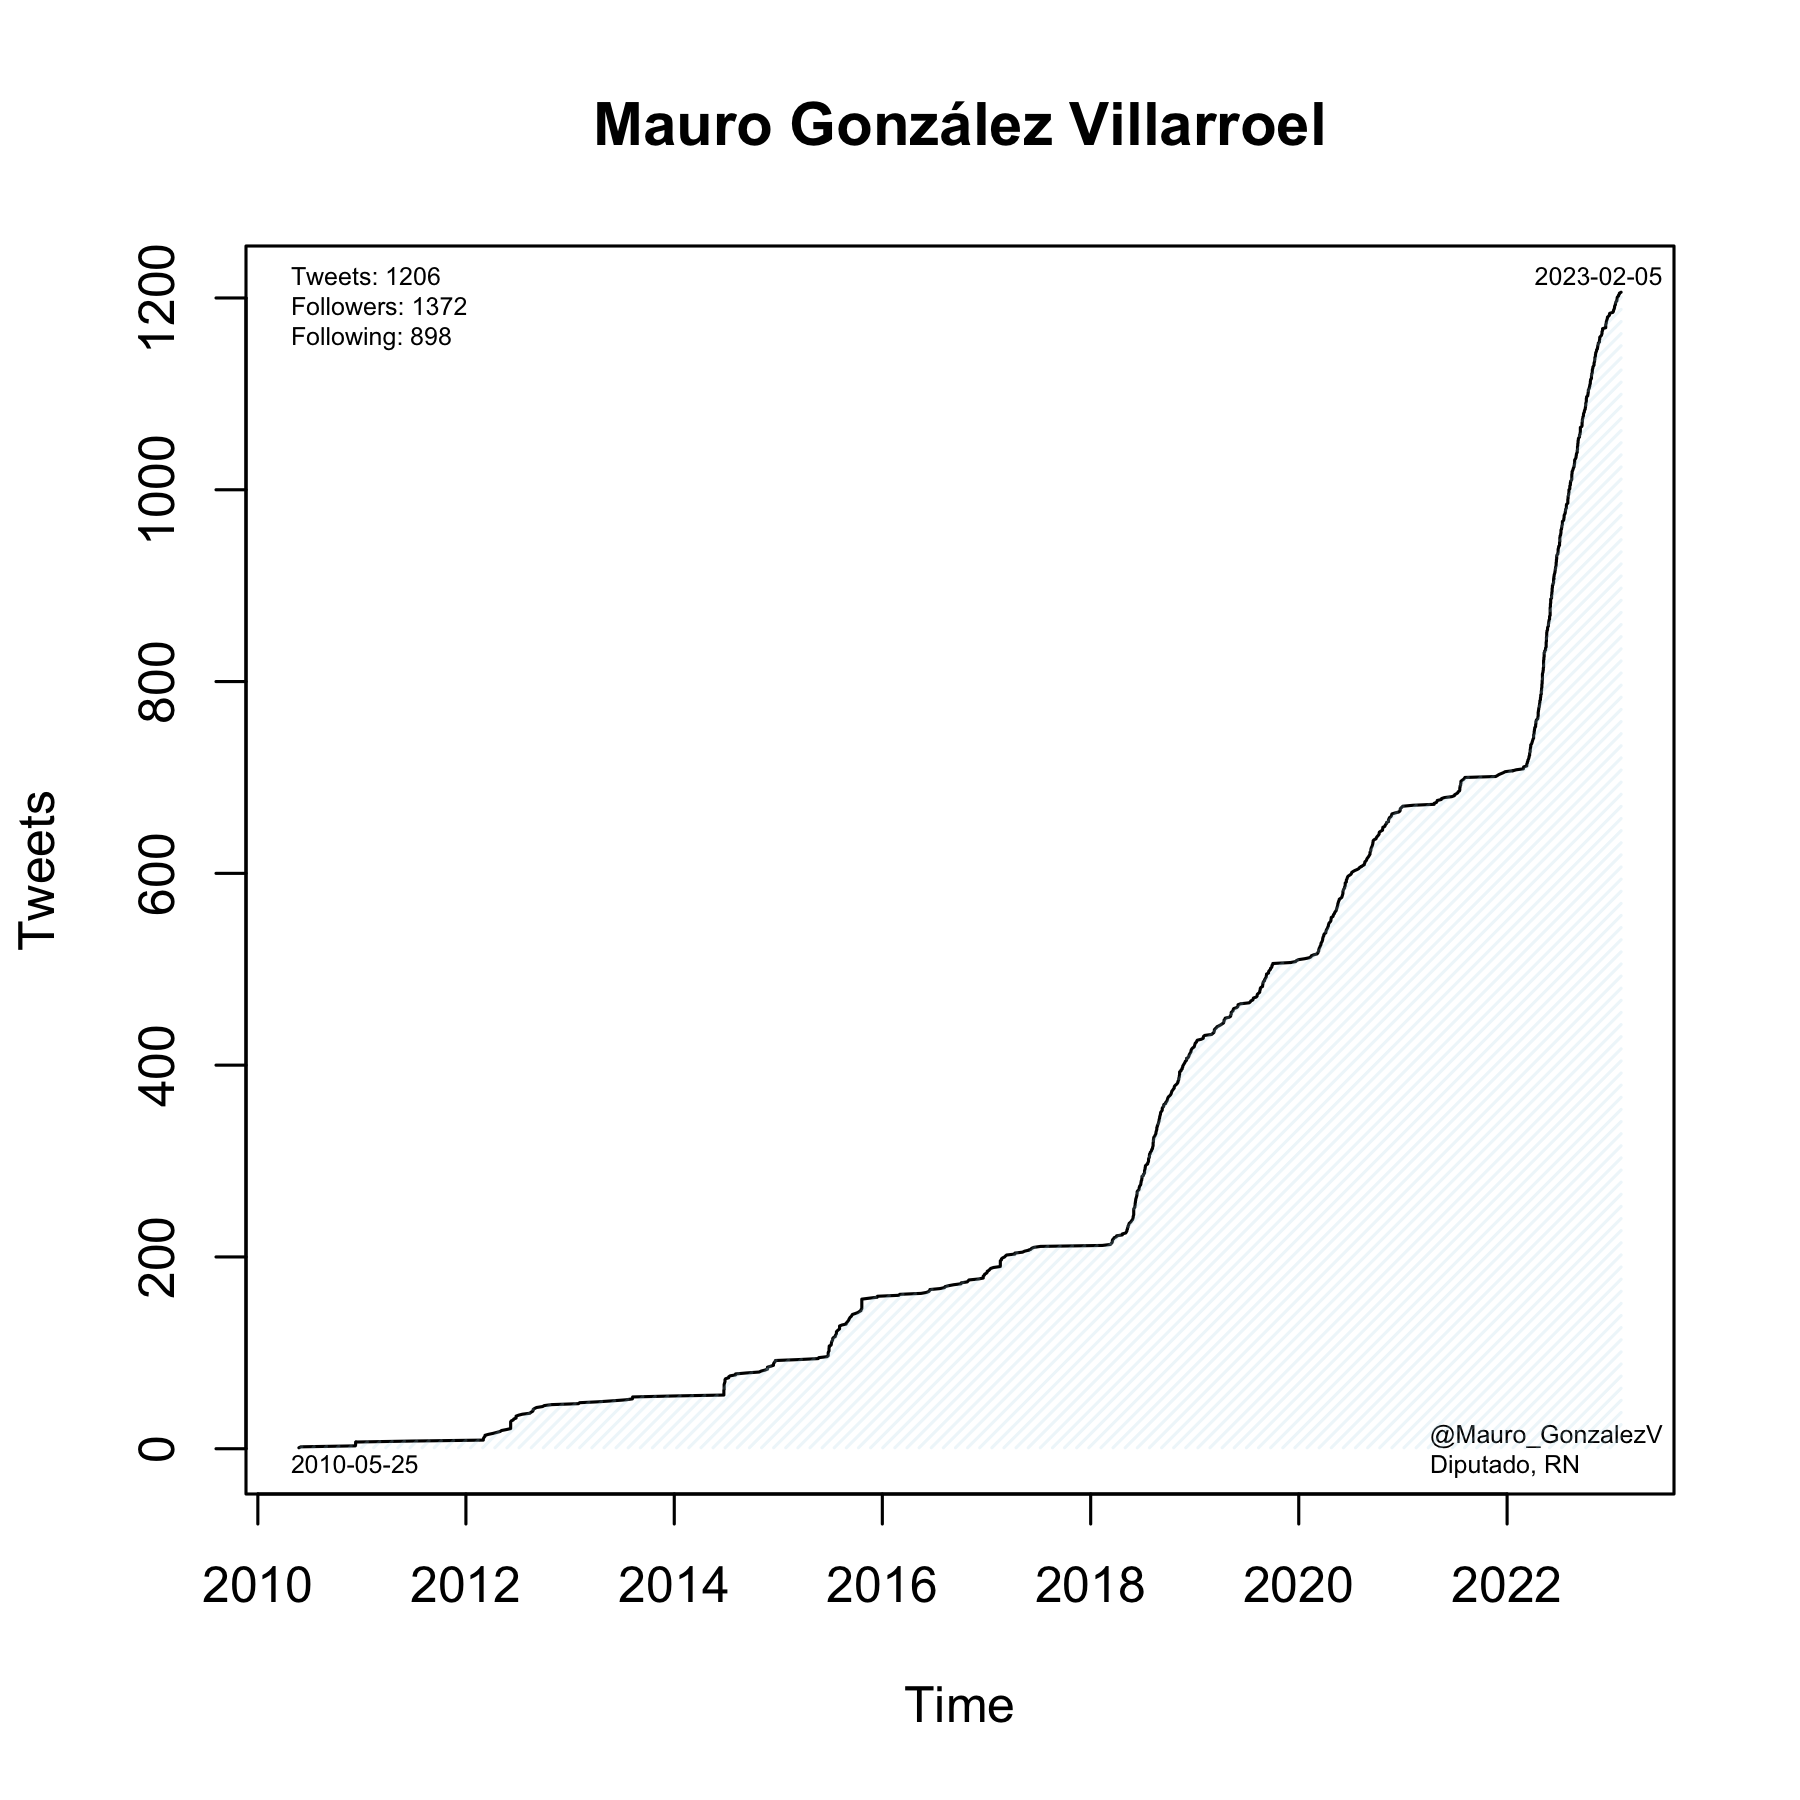 Mauro González Villarroel
Tweets: 1206
Followers: 1372
Following: 898
2023-02-05
1200
1000
800
600
400
200
0
Tweets
2010-05-25
@Mauro_GonzalezV
Diputado, RN
2010 2012 2014 2016 2018 2020 2022
Time